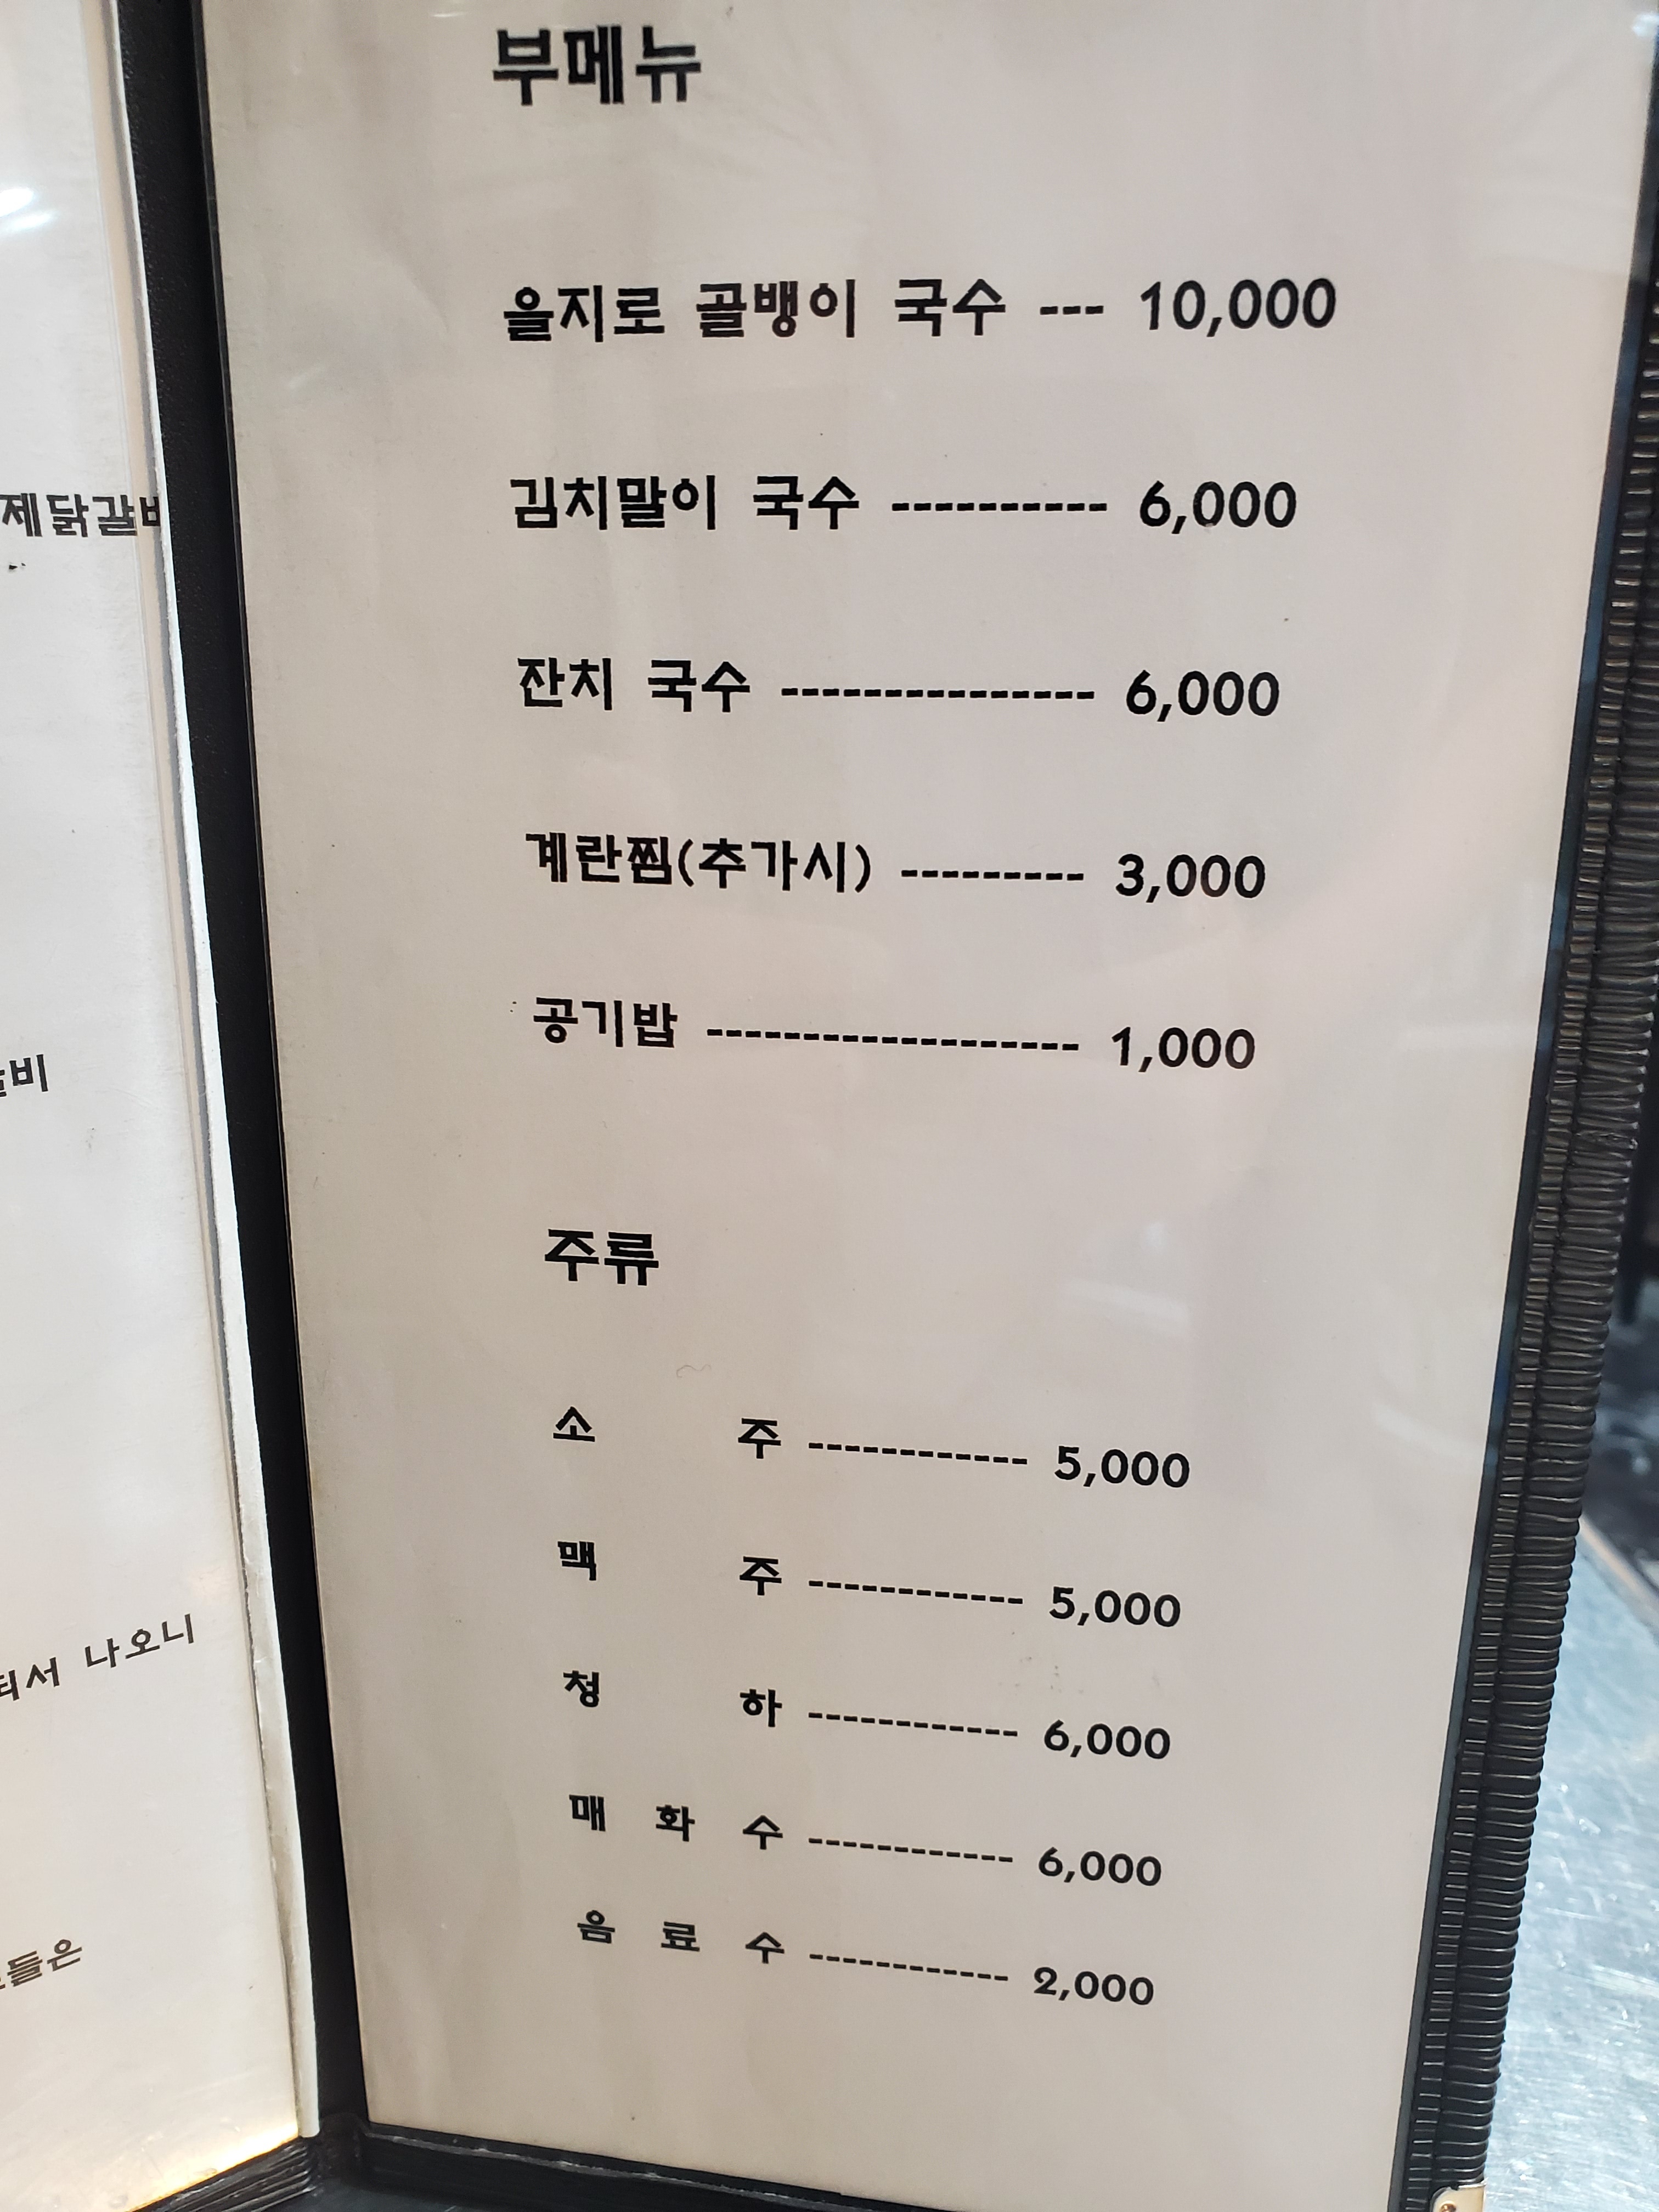 제닭갈비
비
되서 나오니
들은
부메뉴
을지로 골뱅이 국수 --- 10,000
김치말이 국수 ---------- 6,000
잔치 국수 --------------- 6,000
계란찜(추가시) --------- 3,000
공기밥 ------------------- 1,000
주류
소 주 ------------ 5,000
맥 주 ------------ 5,000
청 하 ------------ 6,000
매 화 수 ------------ 6,000
음 료 수 ------------ 2,000